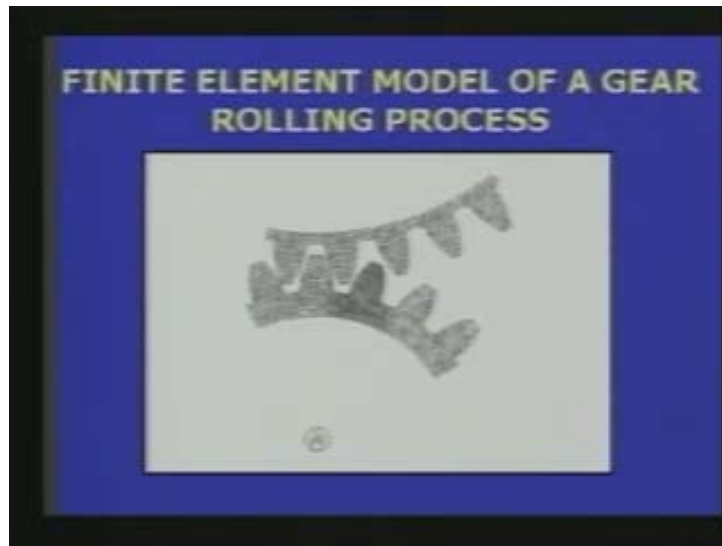 FINITE ELEMENT MODEL OF A GEAR
ROLLING PROCESS